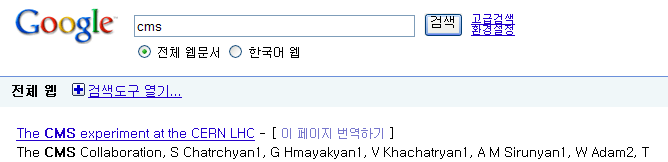 Google cms 검색 고급검색
환경설정
전체 웹문서 한국어 웹
전체 웹 검색도구 열기...
The CMS experiment at the CERN LHC - [ 이 페이지 번역하기 ]
The CMS Collaboration, S Chatrchyan1, G Hmayakyan1, V Khachatryan1, A M Sirunyan1, W Adam2, T